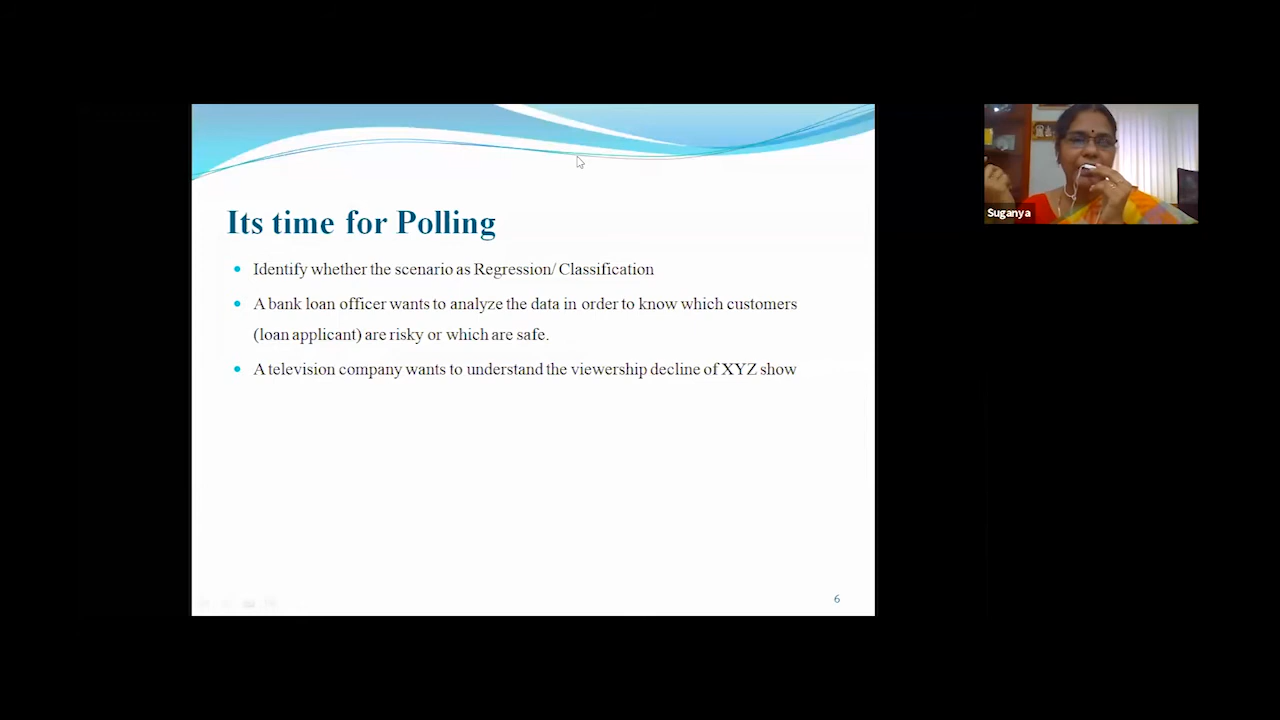 Its time for Polling
Identify whether the scenario as Regression/ Classification
A bank loan officer wants to analyze the data in order to know which customers
(loan applicant) are risky or which are safe.
A television company wants to understand the viewership decline of XYZ show
6
Suganya